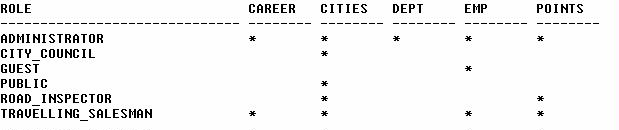 ROLE CAREER CITIES DEPT EMP POINTS
------------------------ --------- --------- -------- --------- ---------
ADMINISTRATOR * * * * *
CITY_COUNCIL *
GUEST *
PUBLIC *
ROAD_INSPECTOR * *
TRAVELLING_SALESMAN * * * *